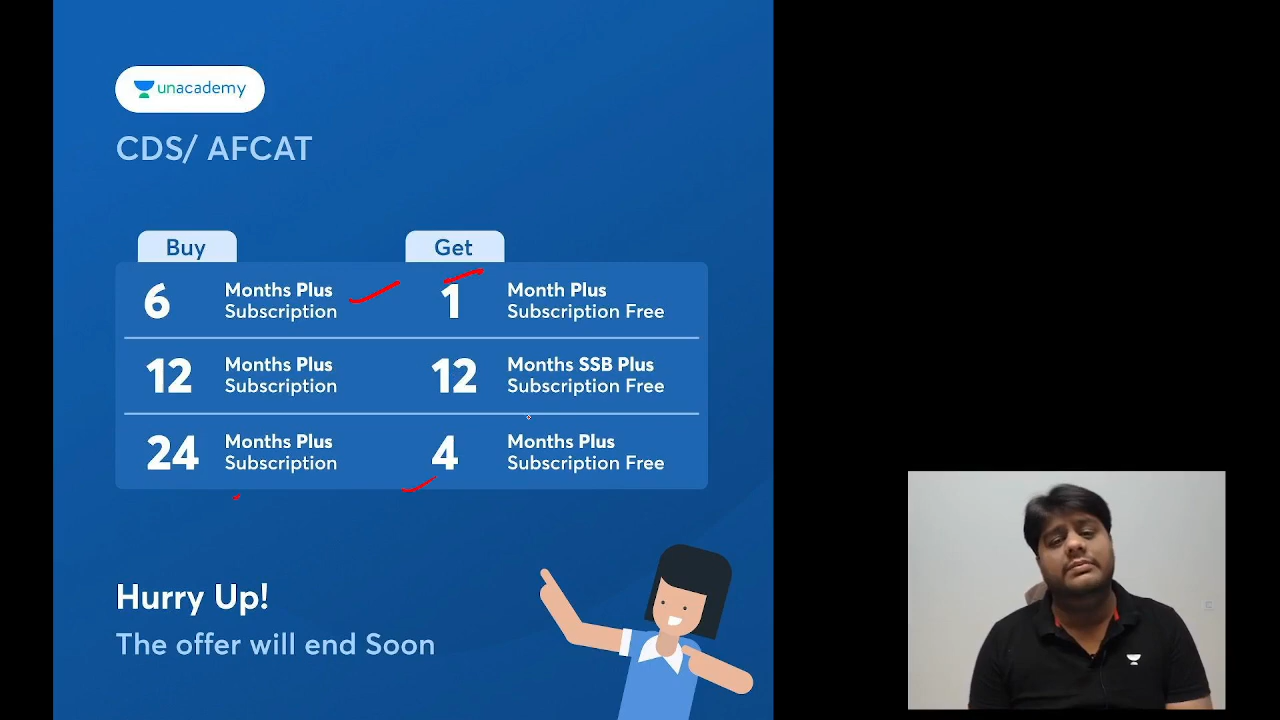 unacademy
CDS/ AFCAT
Buy
Get
6
Months Plus
Subscription
1
Month Plus
Subscription Free
12
Months Plus
Subscription
12
Months SSB Plus
Subscription Free
24
Months Plus
Subscription
4
Months Plus
Subscription Free
Hurry Up!
The offer will end Soon